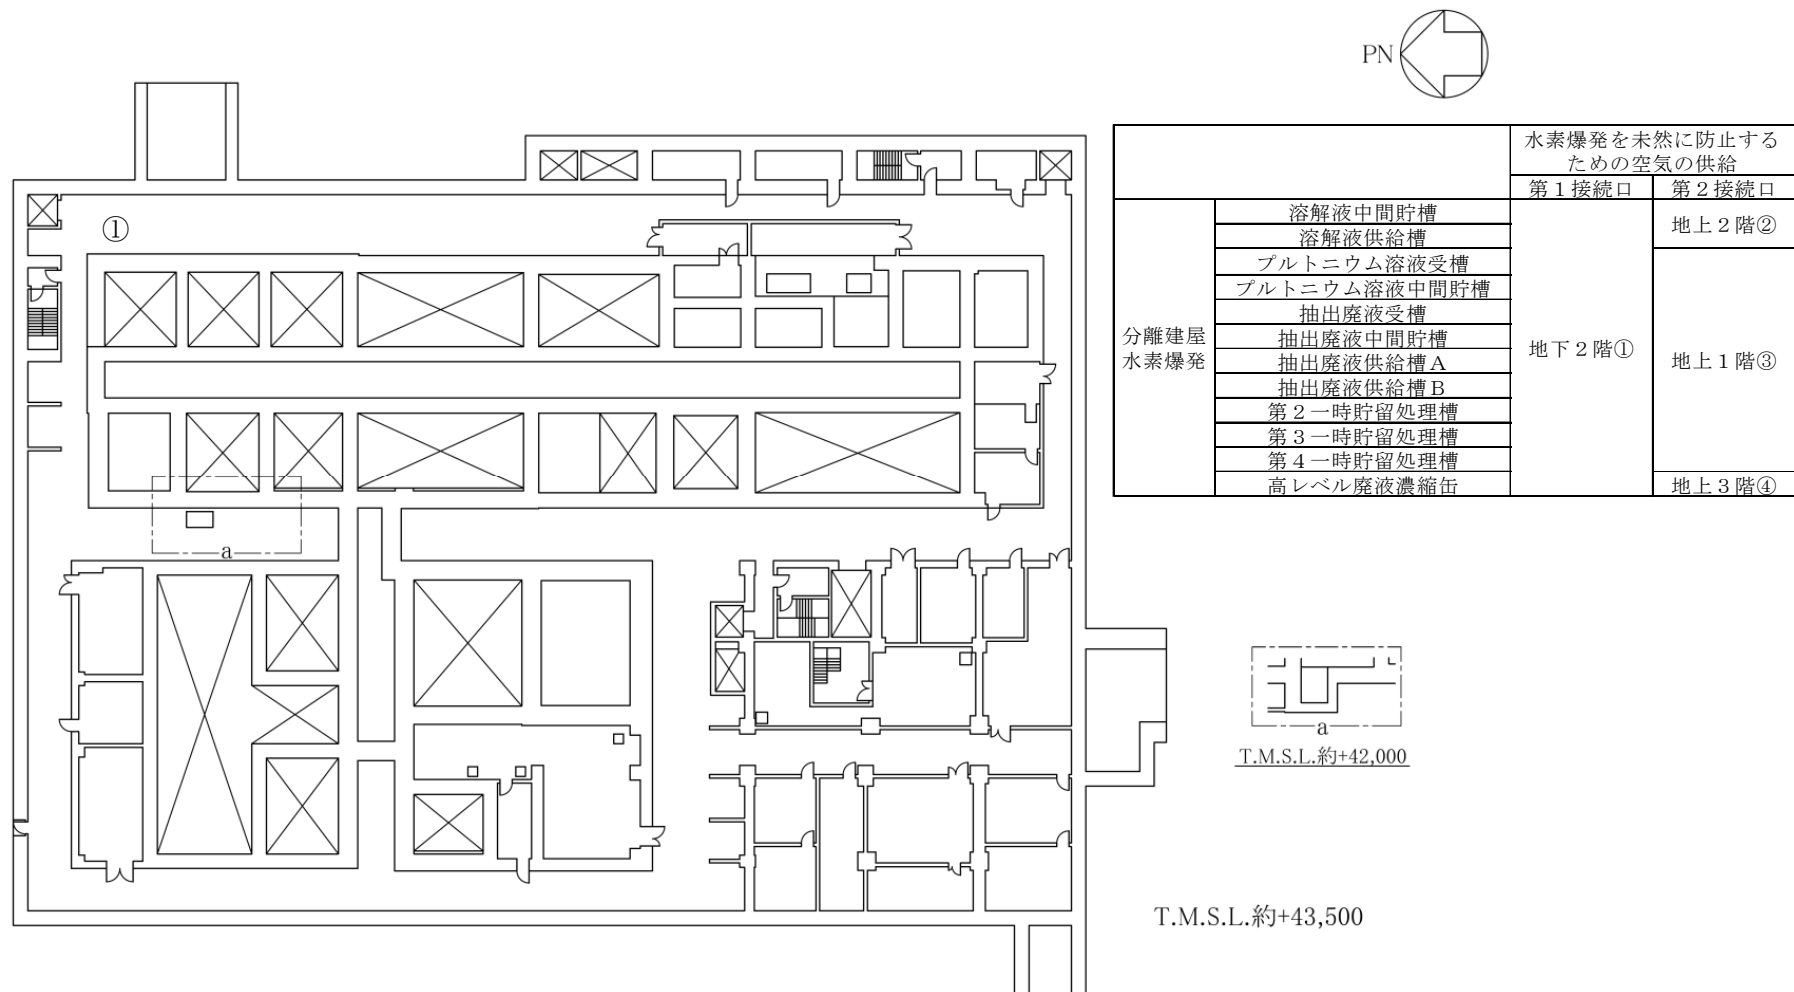 PN
水素爆発を未然に防止する
ための空気の供給
第1接続口 第2接続口
分離建屋
水素爆発
溶解液中間貯槽
溶解液供給槽
プルトニウム溶液受槽
プルトニウム溶液中間貯槽
抽出廃液受槽
抽出廃液中間貯槽
抽出廃液供給槽A
抽出廃液供給槽B
第2一時貯留処理槽
第3一時貯留処理槽
第4一時貯留処理槽
高レベル廃液濃縮缶
地下2階①
地上2階②
地上1階③
地上3階④
①
a
a
T.M.S.L.約+42,000
T.M.S.L.約+43,500